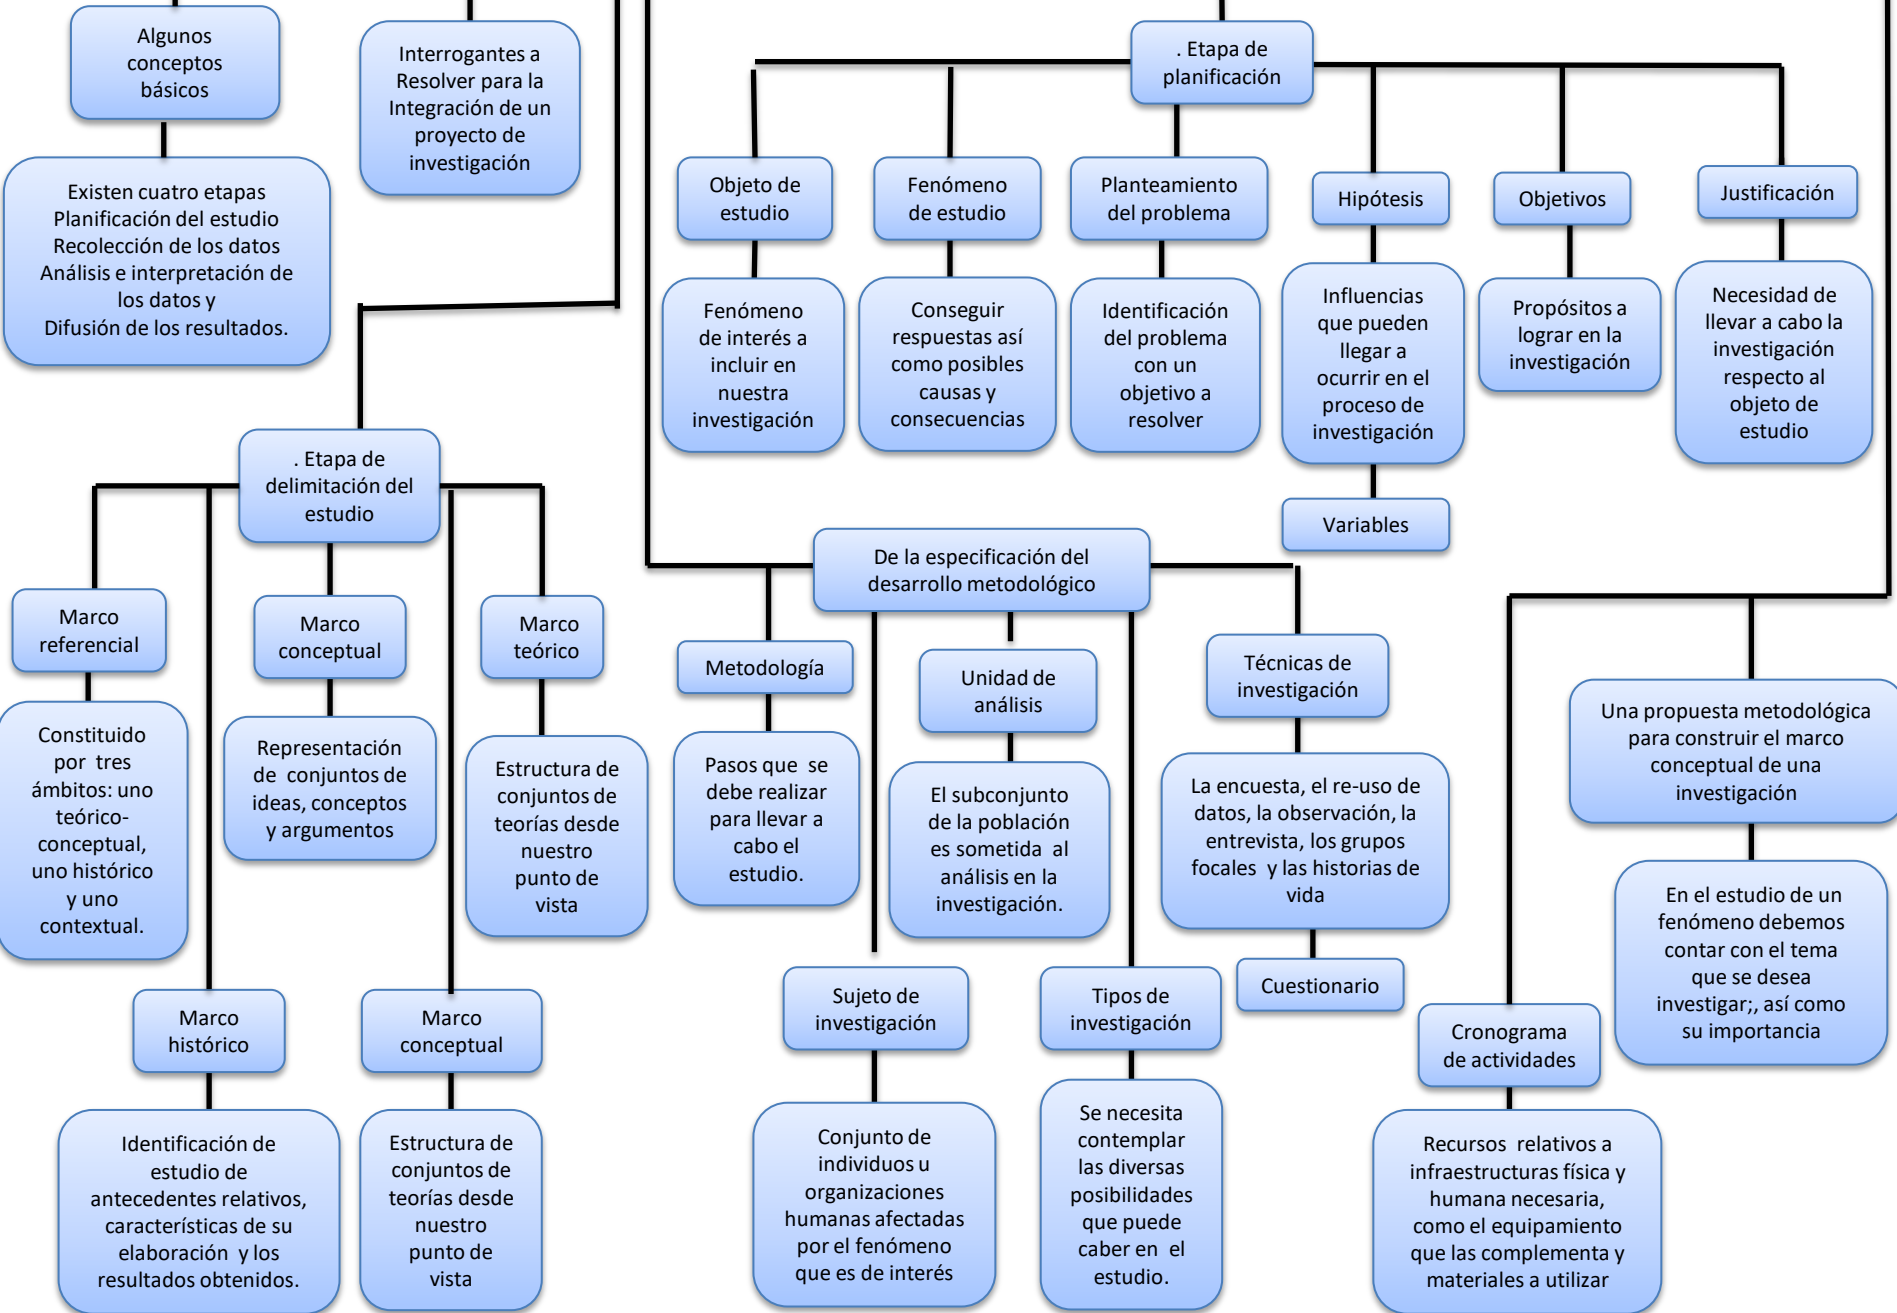 Algunos
conceptos
básicos
Interrogantes a
Resolver para la
Integración de un
proyecto de
investigación
. Etapa de
planificación
Existen cuatro etapas
Planificación del estudio
Recolección de los datos
Análisis e interpretación de
los datos y
Difusión de los resultados.
Objeto de
estudio
Fenómeno
de estudio
Planteamiento
del problema
Hipótesis
Objetivos
Justificación
Fenómeno
de interés a
incluir en
nuestra
investigación
Conseguir
respuestas así
como posibles
causas y
consecuencias
Identificación
del problema
con un
objetivo a
resolver
Influencias
que pueden
llegar a
ocurrir en el
proceso de
investigación
Propósitos a
lograr en la
investigación
Necesidad de
llevar a cabo la
investigación
respecto al
objeto de
estudio
Variables
. Etapa de
delimitación del
estudio
Marco
referencial
Marco
conceptual
Marco
teórico
Constituido
por  tres
ámbitos: uno
teórico-
conceptual,
uno histórico
y uno
contextual.
Representación
de  conjuntos de
ideas, conceptos
y argumentos
Estructura de
conjuntos de
teorías desde
nuestro
punto de
vista
Marco
histórico
Marco
conceptual
Identificación de
estudio de
antecedentes relativos,
características de su
elaboración  y los
resultados obtenidos.
Estructura de
conjuntos de
teorías desde
nuestro
punto de
vista
De la especificación del
desarrollo metodológico
Metodología
Unidad de
análisis
Técnicas de
investigación
Pasos que  se
debe realizar
para llevar a
cabo el
estudio.
El subconjunto
de la población
es sometida  al
análisis en la
investigación.
La encuesta, el re-uso de
datos, la observación, la
entrevista, los grupos
focales  y las historias de
vida
Cuestionario
Sujeto de
investigación
Tipos de
investigación
Conjunto de
individuos u
organizaciones
humanas afectadas
por el fenómeno
que es de interés
Se necesita
contemplar
las diversas
posibilidades
que puede
caber en  el
estudio.
Una propuesta metodológica
para construir el marco
conceptual de una
investigación
En el estudio de un
fenómeno debemos
contar con el tema
que se desea
investigar;, así como
su importancia
Cronograma
de actividades
Recursos  relativos a
infraestructuras física y
humana necesaria,
como el equipamiento
que las complementa y
materiales a utilizar